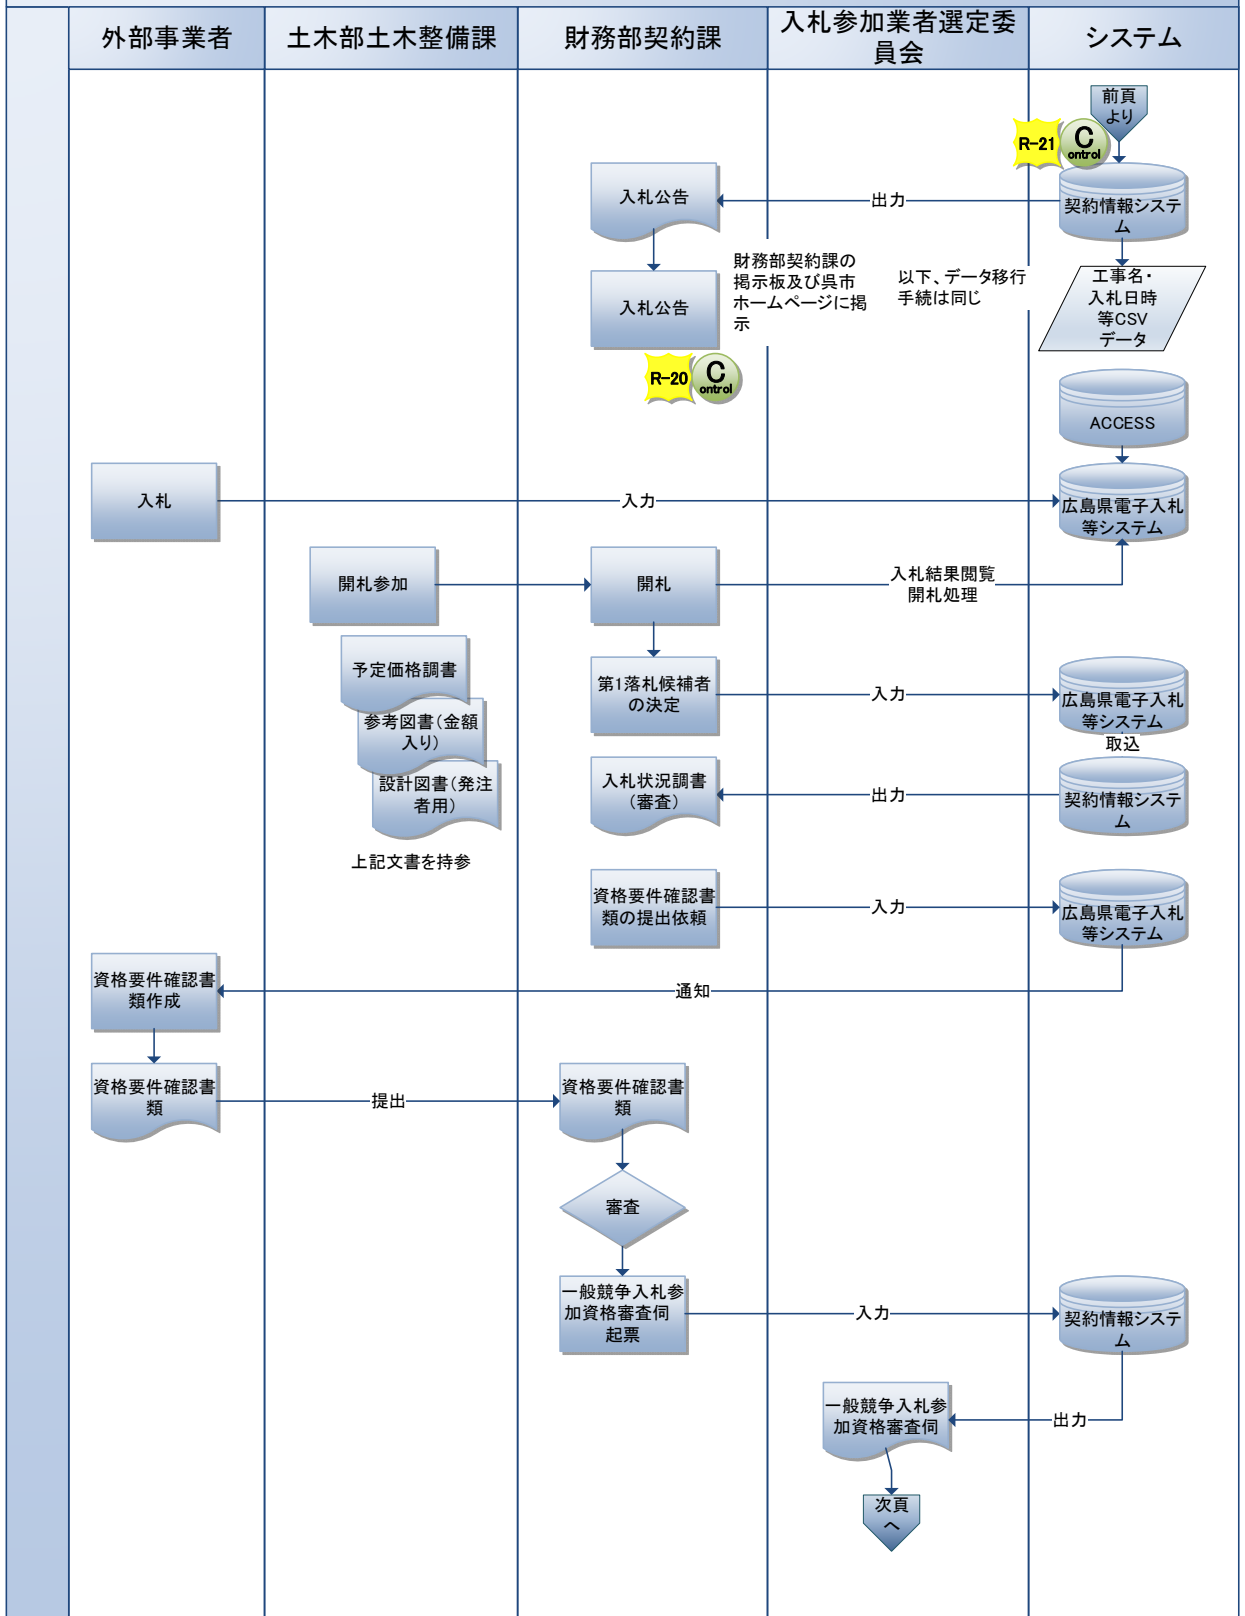 外部事業者
土木部土木整備課
財務部契約課
入札参加業者選定委
員会
システム
前頁
より
R-21
C
ontrol
入札公告
出力
契約情報システ
ム
財務部契約課の
掲示板及び呉市
ホームページに掲
示
以下、データ移行
手続は同じ
工事名・
入札日時
等CSV
データ
入札公告
R-20
C
ontrol
ACCESS
入札
入力
広島県電子入札
等システム
開札参加
開札
入札結果閲覧
開札処理
予定価格調書
参考図書(金額
入り)
設計図書(発注
者用)
上記文書を持参
第1落札候補者
の決定
入力
広島県電子入札
等システム
取込
入札状況調書
(審査)
出力
契約情報システ
ム
資格要件確認書
類の提出依頼
入力
広島県電子入札
等システム
資格要件確認書
類作成
通知
資格要件確認書
類
提出
資格要件確認書
類
審査
一般競争入札参
加資格審査伺
起票
入力
契約情報システ
ム
一般競争入札参
加資格審査伺
出力
次頁
へ